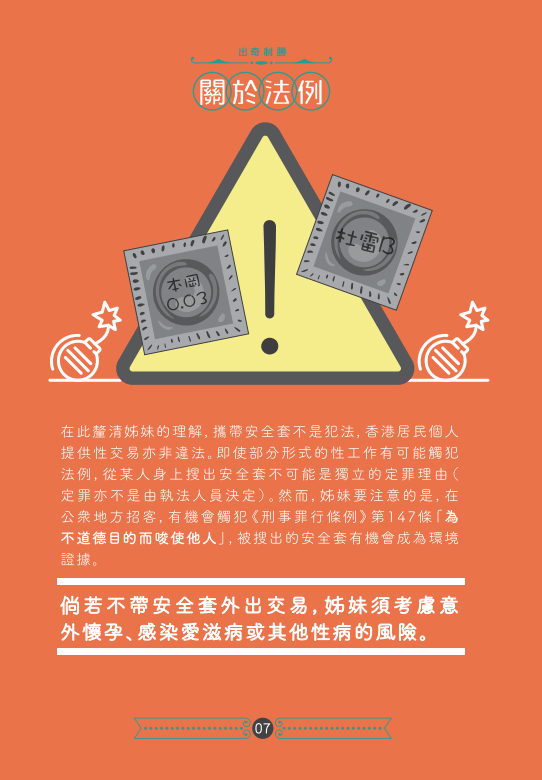 出奇制勝
關於法例
本岡
0.03
杜雷B
在此釐清姊妹的理解，攜帶安全套不是犯法，香港居民個人
提供性交易亦非違法。即使部分形式的性工作有可能觸犯
法例，從某人身上搜出安全套不可能是獨立的定罪理由（
定罪亦不是由執法人員決定）。然而，姊妹要注意的是，在
公衆地方招客，有機會觸犯《刑事罪行條例》第147條「為
不道德目的而唆使他人」，被搜出的安全套有機會成為環境
證據。
倘若不帶安全套外出交易，姊妹須考慮意
外懷孕、感染愛滋病或其他性病的風險。
07